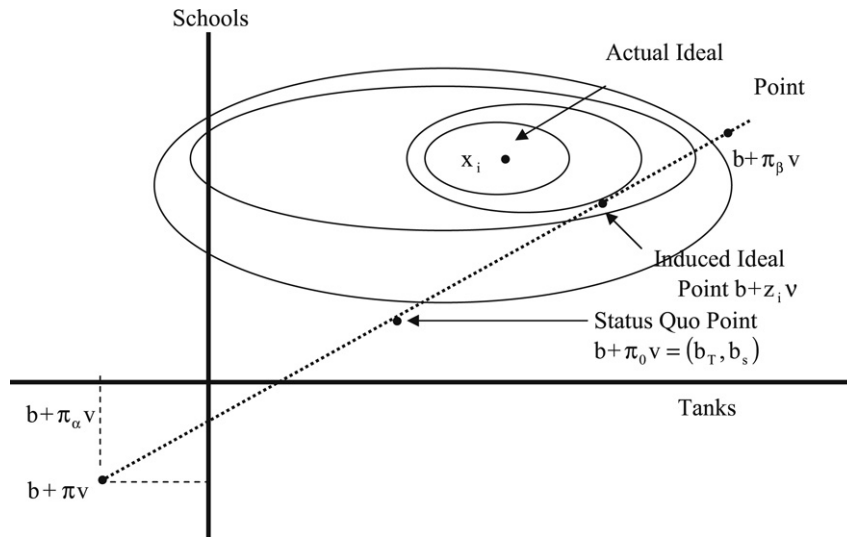 Schools
Actual Ideal
Point
x_i
b+π_β v
Induced Ideal
Point b+z_i ν
Status Quo Point
b+π_0 v = (b_T, b_s)
Tanks
b+π_α v
b+πv